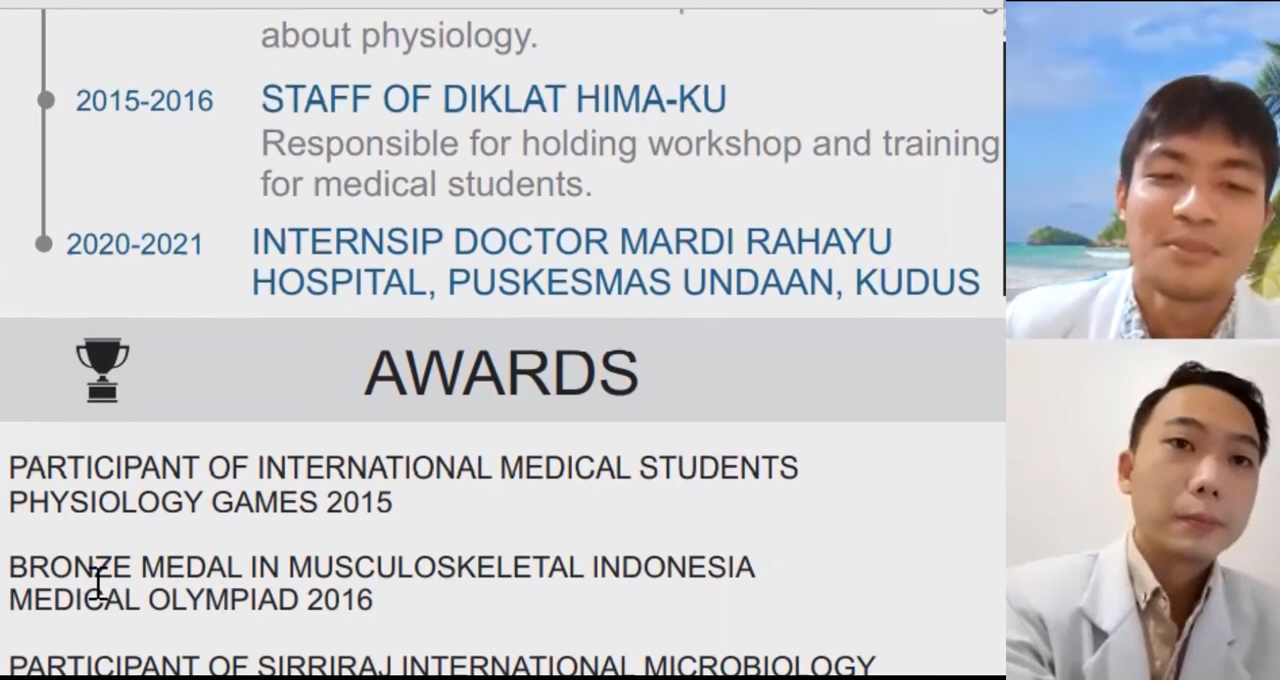 about physiology.
2015-2016 STAFF OF DIKLAT HIMA-KU
Responsible for holding workshop and training
for medical students.
2020-2021 INTERNSIP DOCTOR MARDI RAHAYU
HOSPITAL, PUSKESMAS UNDAAN, KUDUS
AWARDS
PARTICIPANT OF INTERNATIONAL MEDICAL STUDENTS
PHYSIOLOGY GAMES 2015
BRONZE MEDAL IN MUSCULOSKELETAL INDONESIA
MEDICAL OLYMPIAD 2016
PARTICIPANT OF SIRRIRAJ INTERNATIONAL MICROBIOLOGY